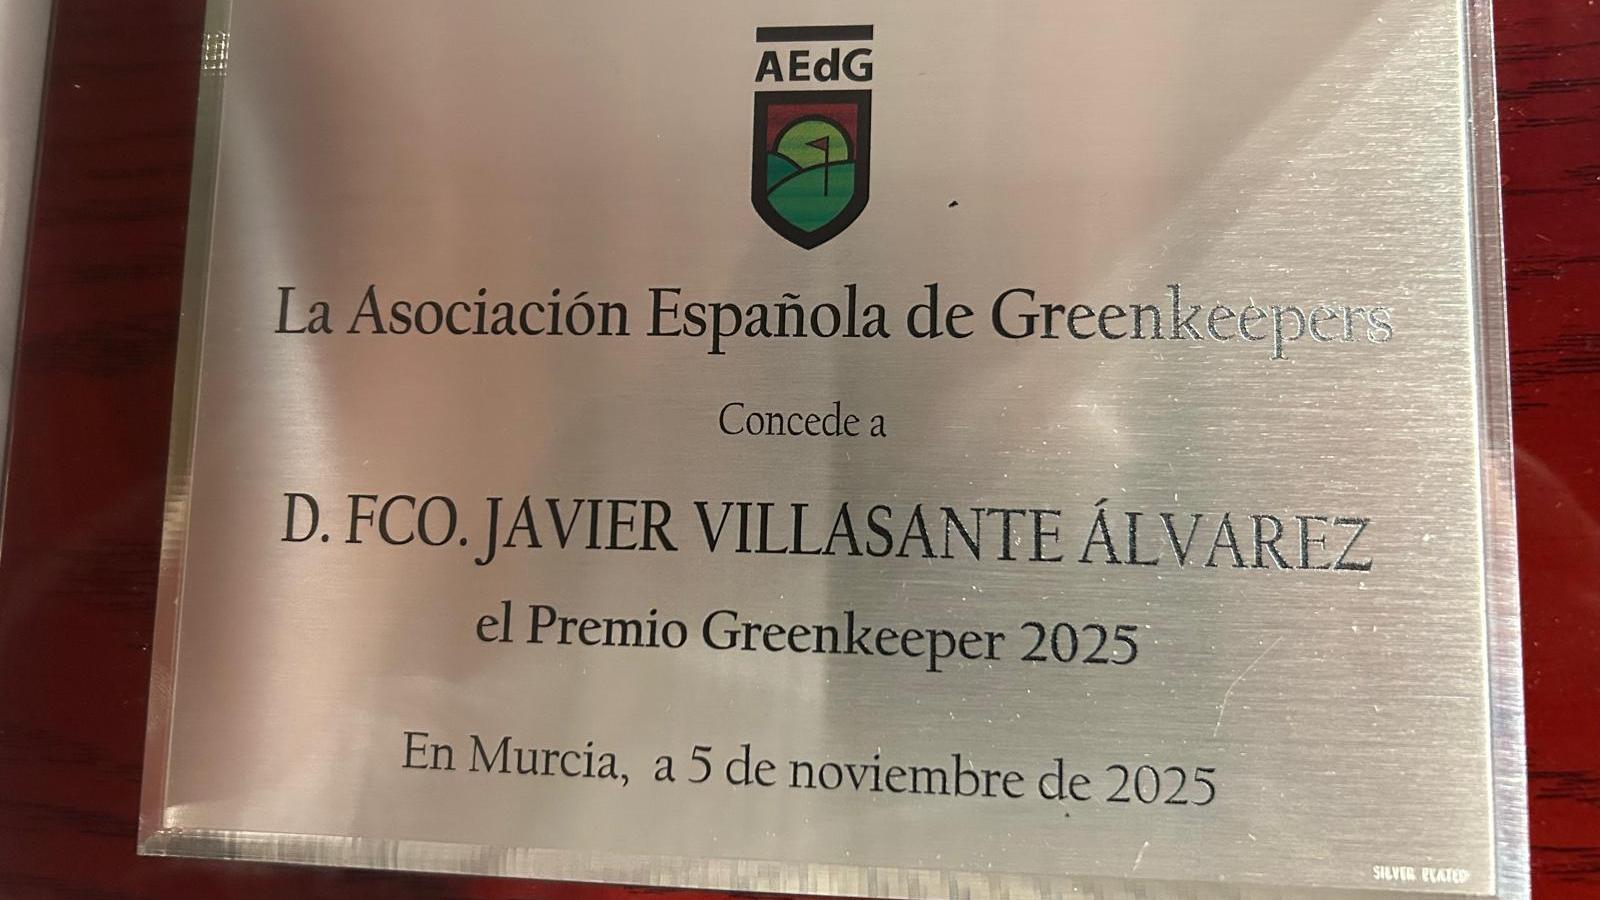 AEdG
La Asociación Española de Greenkeepers
Concede a
D. FCO. JAVIER VILLASANTE ÁLVAREZ
el Premio Greenkeeper 2025
En Murcia, a 5 de noviembre de 2025
SILVER PLATED